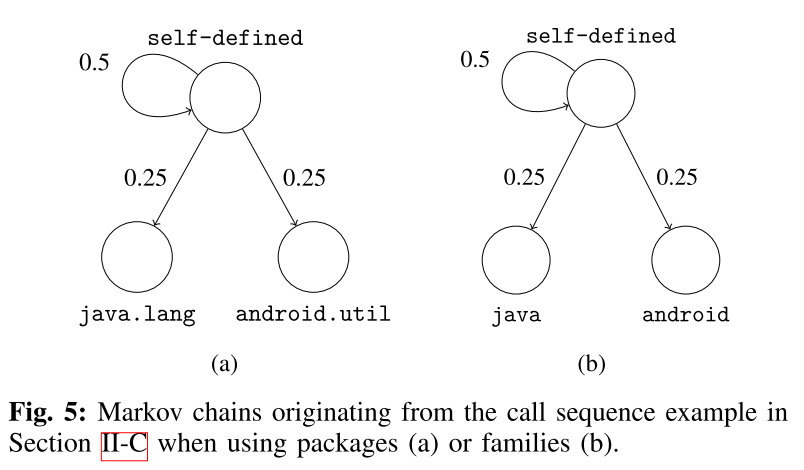 self-defined
0.5
0.25
0.25
java.lang
android.util
(a)
self-defined
0.5
0.25
0.25
java
android
(b)
Fig. 5: Markov chains originating from the call sequence example in
Section II-C when using packages (a) or families (b).